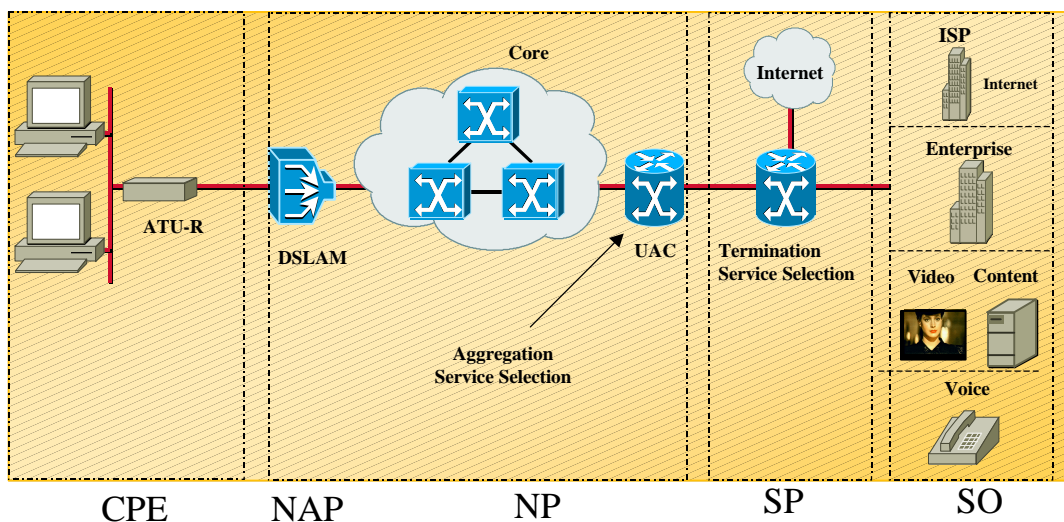 Core
ISP
Internet
Internet
Enterprise
ATU-R
DSLAM
UAC
Termination
Service Selection
Video
Content
Aggregation
Service Selection
Voice
CPE
NAP
NP
SP
SO